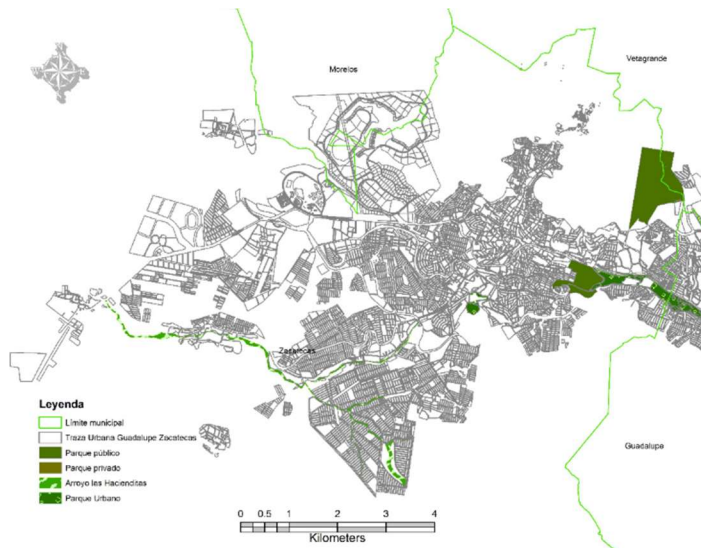 Morelos
Vetagrande
Zacatecas
Guadalupe
Leyenda
Límite municipal
Traza Urbana Guadalupe Zacatecas
Parque público
Parque privado
Arroyo las Haciendítas
Parque Urbano
0 0.5 1 2 3 4
Kilometers